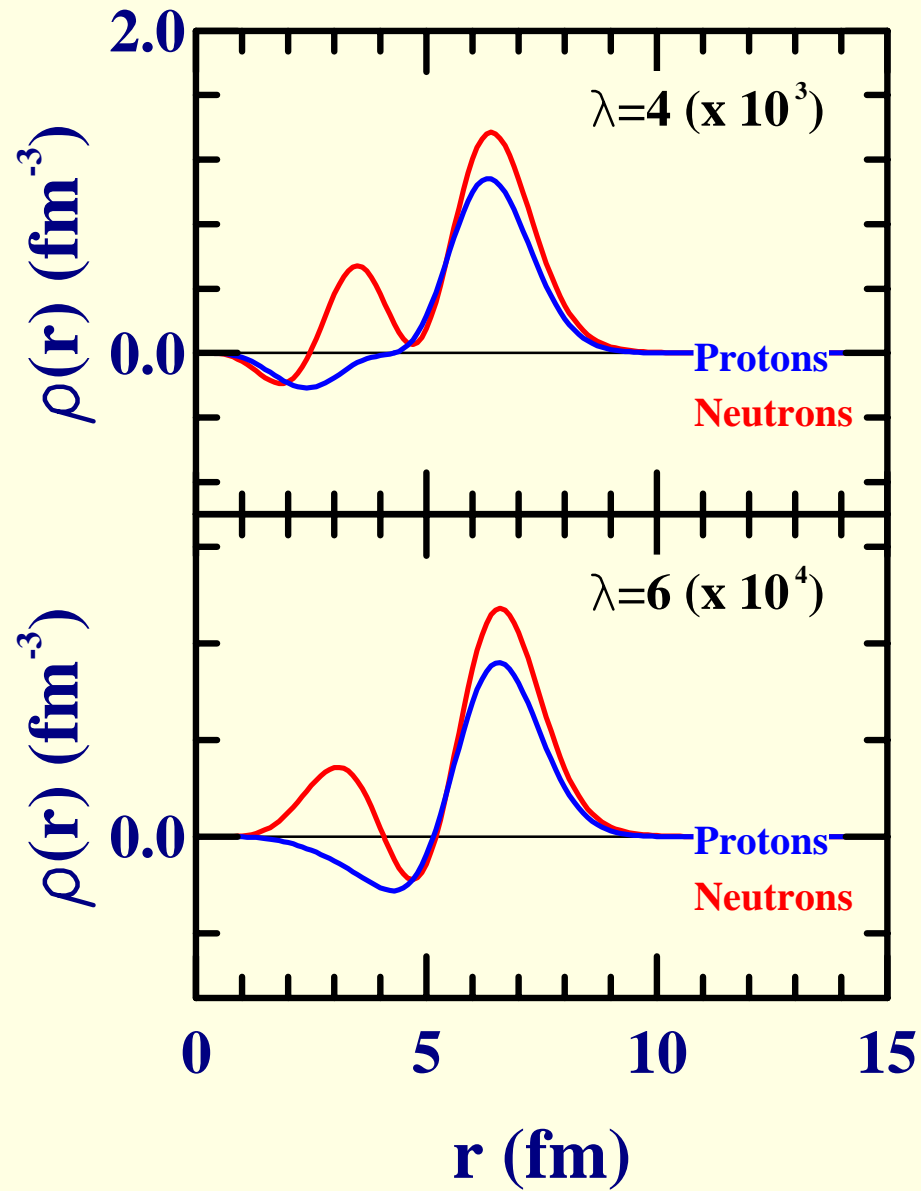 2.0
λ=4 (x 10³)
ρ(r) (fm⁻³)
0.0
Protons
Neutrons
λ=6 (x 10⁴)
ρ(r) (fm⁻³)
0.0
Protons
Neutrons
0 5 10 15
r (fm)